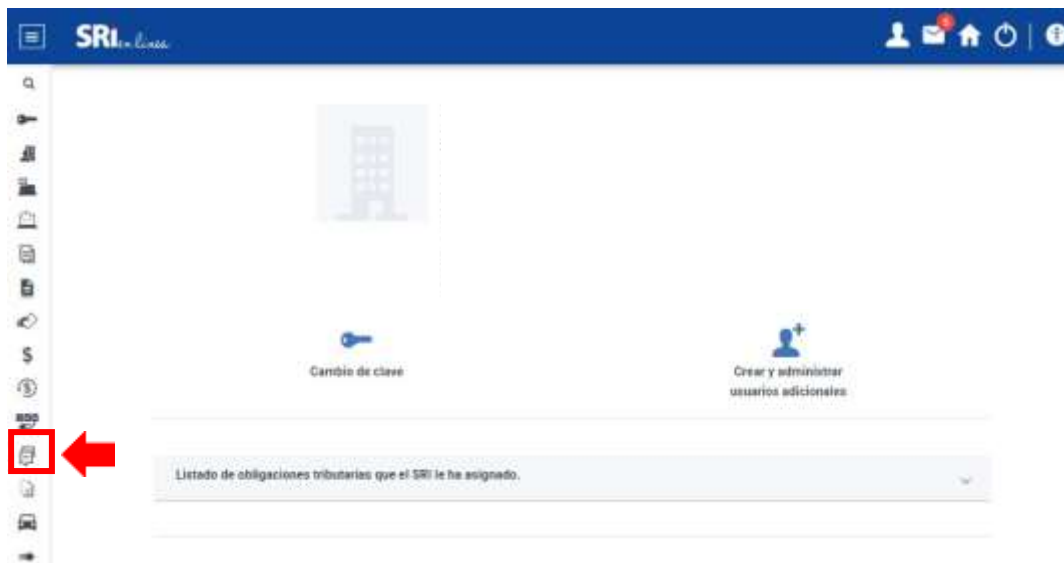 SRI en línea
Cambio de clave
Crear y administrar
usuarios adicionales
Listado de obligaciones tributarias que el SRI le ha asignado.